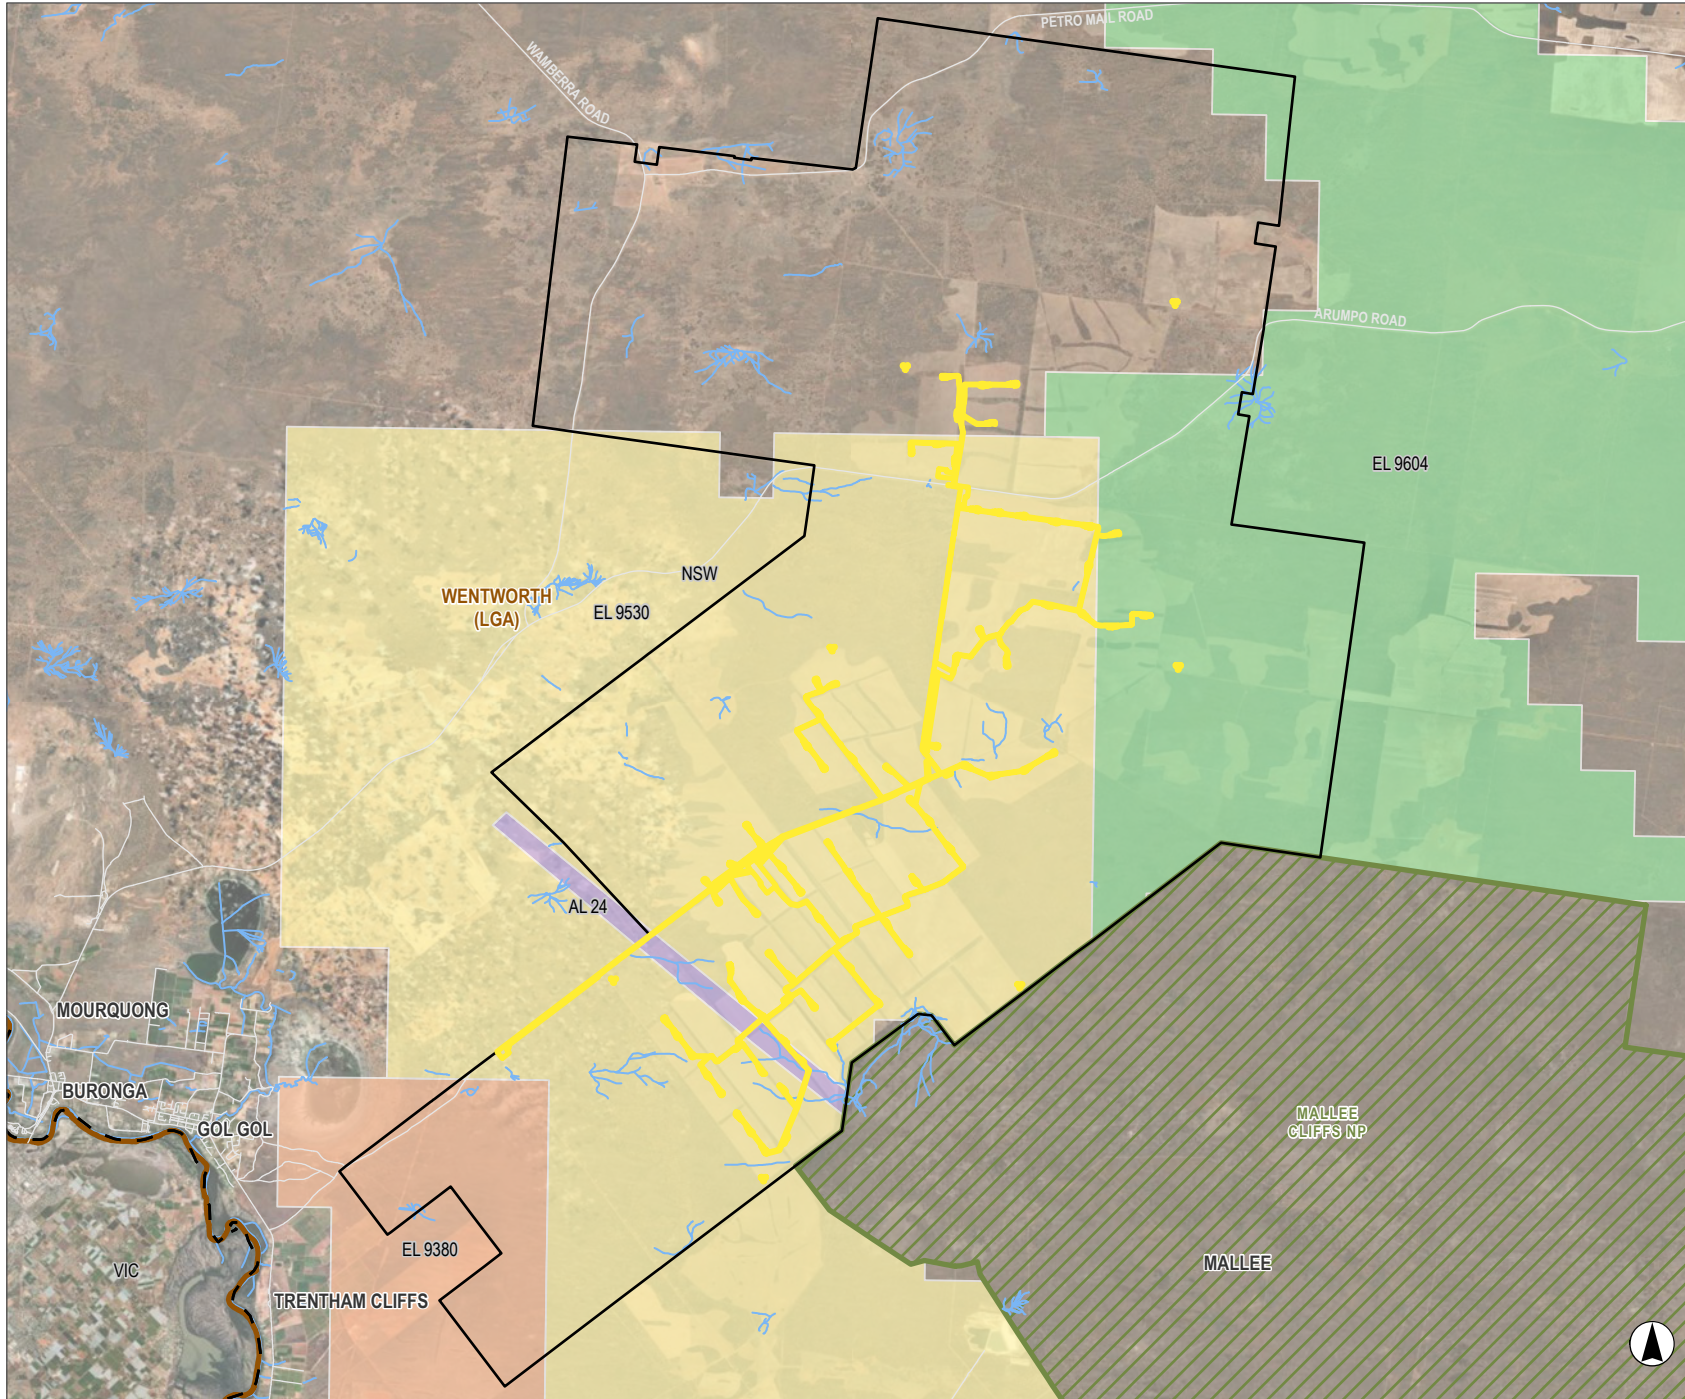 PETRO MAIL ROAD
WAMBERRA ROAD
ARUMPO ROAD
EL 9604
NSW
WENTWORTH
(LGA)
EL 9530
AL 24
MOURQUONG
BURONGA
GOL GOL
MALLEE
CLIFFS NP
EL 9380
VIC
MALLEE
TRENTHAM CLIFFS